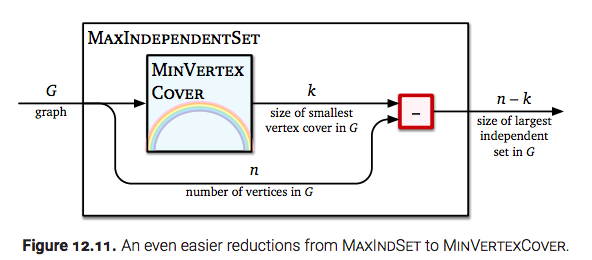 MAXINDEPENDENTSET
MINVERTEX
COVER
G
graph
k
size of smallest
vertex cover in G
n
number of vertices in G
–
n – k
size of largest
independent
set in G
Figure 12.11. An even easier reductions from MAXINDSET to MINVERTEXCOVER.